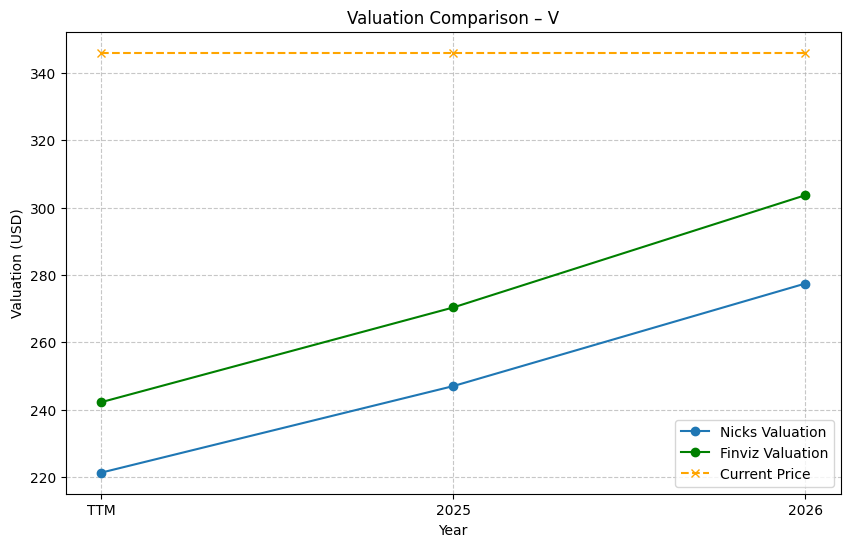 Valuation Comparison – V
Valuation (USD)
340
320
300
280
260
240
220
TTM
2025
2026
Year
Nicks Valuation
Finviz Valuation
Current Price